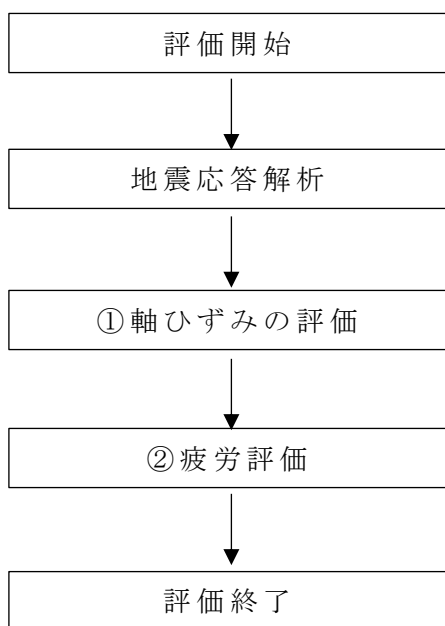 評価開始
地震応答解析
①軸ひずみの評価
②疲労評価
評価終了